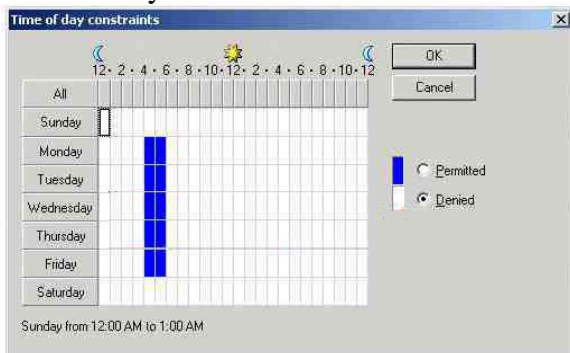 Time of day constraints
12 · 2 · 4 · 6 · 8 · 10 · 12 · 2 · 4 · 6 · 8 · 10 · 12
OK
Cancel
All
Sunday
Monday
Tuesday
Wednesday
Thursday
Friday
Saturday
Permitted
Denied
Sunday from 12:00 AM to 1:00 AM